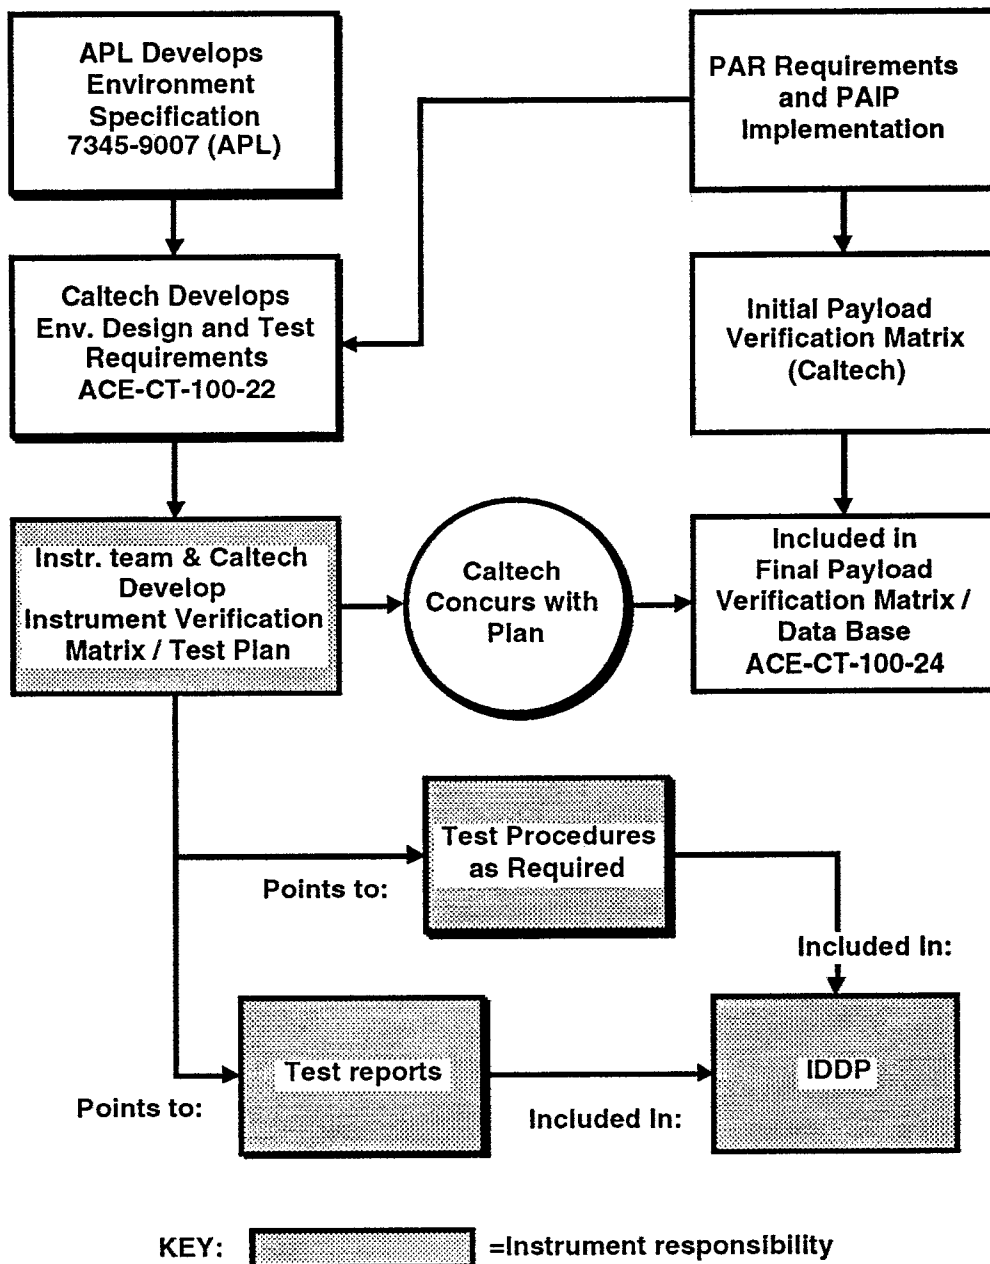 APL Develops
Environment
Specification
7345-9007 (APL)
PAR Requirements
and PAIP
Implementation
Caltech Develops
Env. Design and Test
Requirements
ACE-CT-100-22
Initial Payload
Verification Matrix
(Caltech)
Instr. team & Caltech
Develop
Instrument Verification
Matrix / Test Plan
Caltech
Concurs with
Plan
Included in
Final Payload
Verification Matrix /
Data Base
ACE-CT-100-24
Test Procedures
as Required
Points to:
Included In:
Test reports
IDDP
Points to:
Included In:
KEY:
=Instrument responsibility